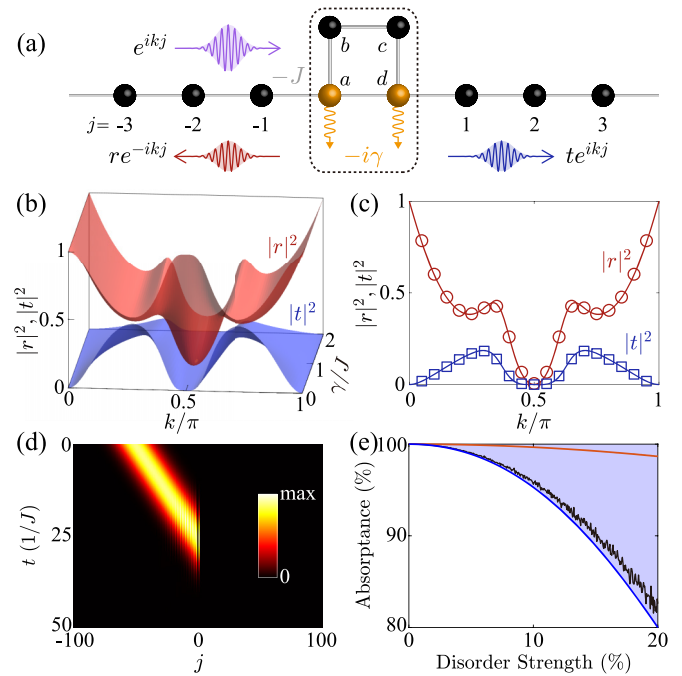 (a)
e^{ikj}
b c
-J
a d
j= -3 -2 -1 1 2 3
re^{-ikj} -iγ te^{ikj}
(b)
|r|², |t|²
1
0.5
0
|r|²
|t|²
0 0.5 1
k/π
2
1
γ/J
(c)
|r|², |t|²
1
0.5
0
|r|²
|t|²
0 0.5 1
k/π
(d)
t (1/J)
0
25
50
max
0
-100 0 100
j
(e)
Absorptance (%)
100
90
80
0 10 20
Disorder Strength (%)